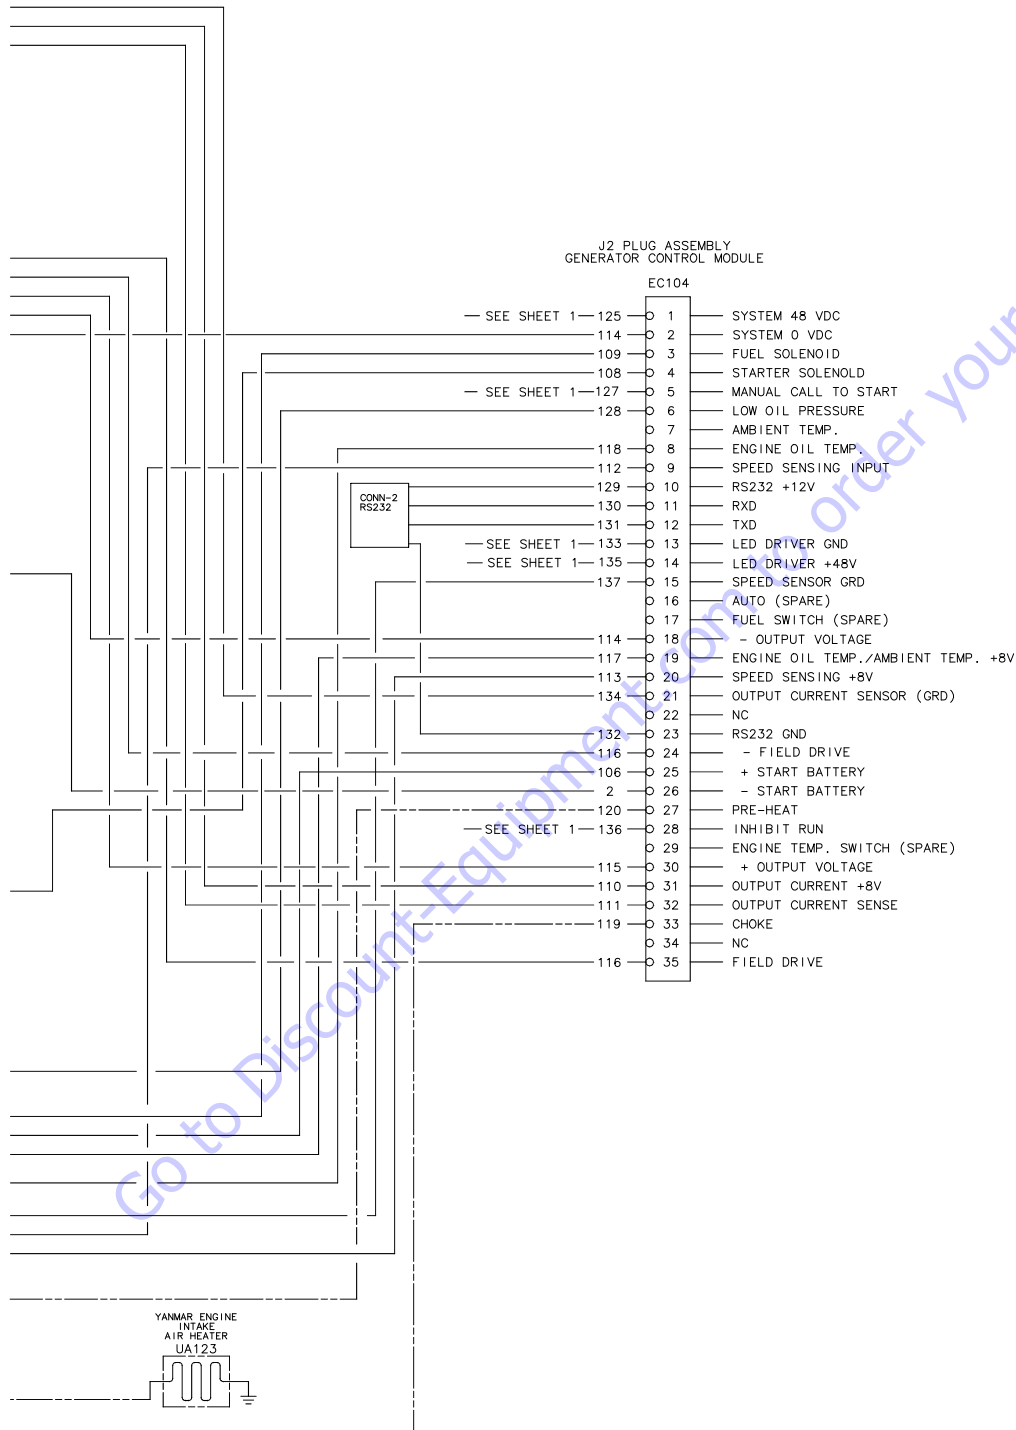 J2 PLUG ASSEMBLY
GENERATOR CONTROL MODULE
EC104
SEE SHEET 1 125 1 SYSTEM 48 VDC
114 2 SYSTEM 0 VDC
109 3 FUEL SOLENOID
108 4 STARTER SOLENOLD
SEE SHEET 1 127 5 MANUAL CALL TO START
128 6 LOW OIL PRESSURE
7 AMBIENT TEMP.
118 8 ENGINE OIL TEMP.
112 9 SPEED SENSING INPUT
129 10 RS232 +12V
CONN-2
RS232
130 11 RXD
131 12 TXD
SEE SHEET 1 133 13 LED DRIVER GND
SEE SHEET 1 135 14 LED DRIVER +48V
137 15 SPEED SENSOR GRD
16 AUTO (SPARE)
17 FUEL SWITCH (SPARE)
114 18 - OUTPUT VOLTAGE
117 19 ENGINE OIL TEMP./AMBIENT TEMP. +8V
113 20 SPEED SENSING +8V
134 21 OUTPUT CURRENT SENSOR (GRD)
22 NC
132 23 RS232 GND
116 24 - FIELD DRIVE
106 25 + START BATTERY
2 26 - START BATTERY
120 27 PRE-HEAT
SEE SHEET 1 136 28 INHIBIT RUN
29 ENGINE TEMP. SWITCH (SPARE)
115 30 + OUTPUT VOLTAGE
110 31 OUTPUT CURRENT +8V
111 32 OUTPUT CURRENT SENSE
119 33 CHOKE
34 NC
116 35 FIELD DRIVE
YANMAR ENGINE
INTAKE
AIR HEATER
UA123
Go to Discount-Equipment.com to order your